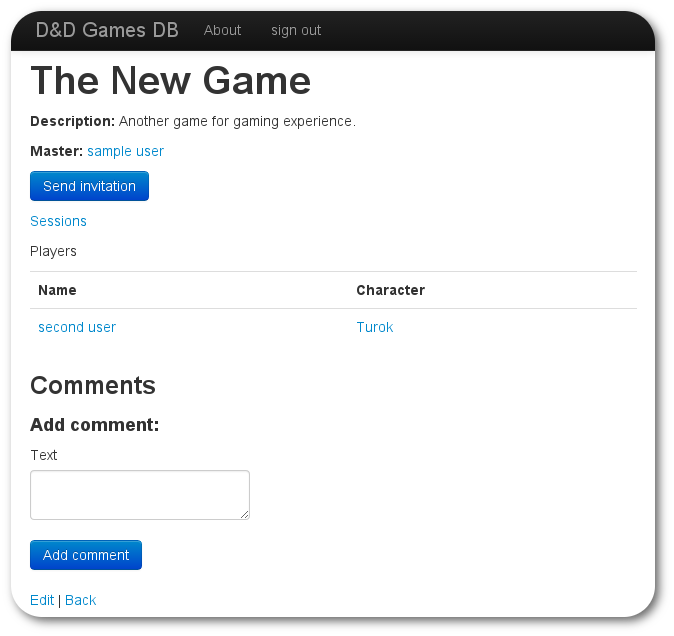 D&D Games DB About sign out
The New Game
Description: Another game for gaming experience.
Master: sample user
Send invitation
Sessions
Players
Name Character
second user Turok
Comments
Add comment:
Text
Add comment
Edit | Back